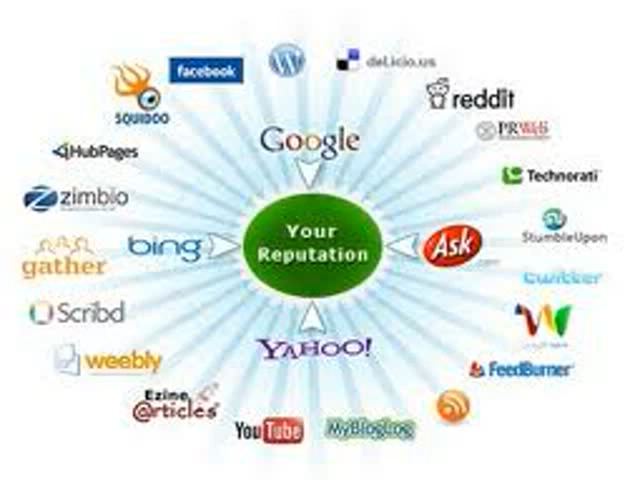 facebook
del.icio.us
SQUIDOO
reddit
Google
PRWeb
HubPages
Technorati
zimbio
Your
Reputation
StumbleUpon
bing
Ask
gather
twitter
Scribd
YAHOO!
weebly
FeedBurner
Ezine
@rticles
YouTube
MyBlogLog